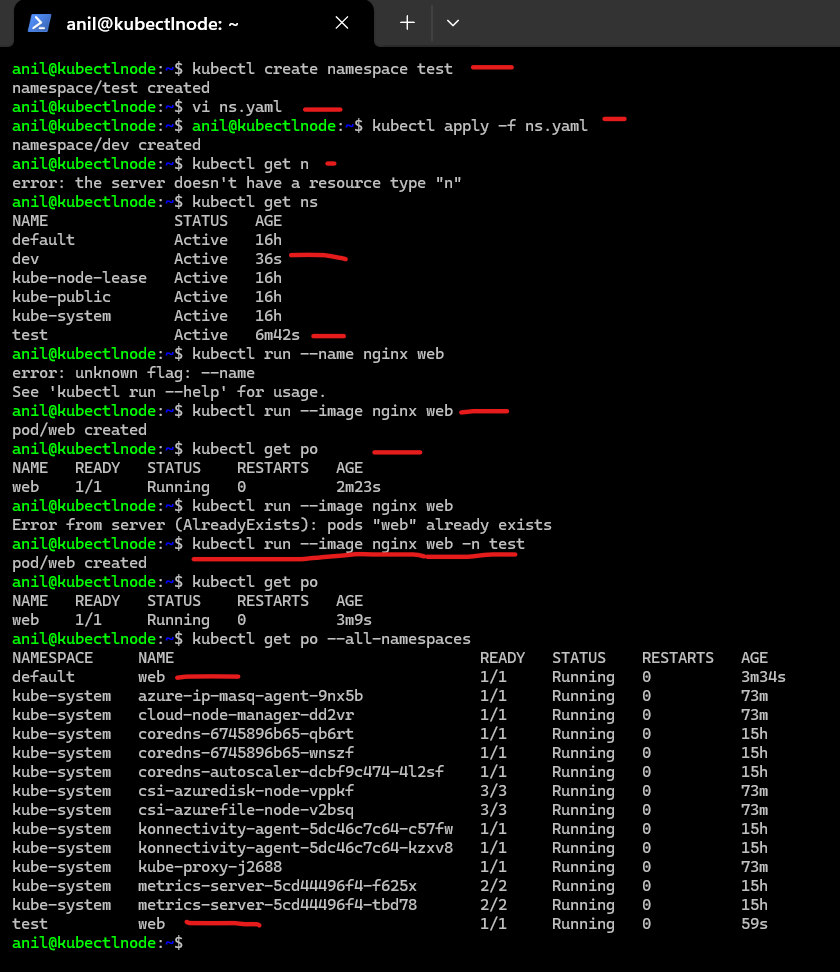 anil@kubectlnode: ~
anil@kubectlnode:~$ kubectl create namespace test
namespace/test created
anil@kubectlnode:~$ vi ns.yaml
anil@kubectlnode:~$ anil@kubectlnode:~$ kubectl apply -f ns.yaml
namespace/dev created
anil@kubectlnode:~$ kubectl get n
error: the server doesn't have a resource type "n"
anil@kubectlnode:~$ kubectl get ns
NAME STATUS AGE
default Active 16h
dev Active 36s
kube-node-lease Active 16h
kube-public Active 16h
kube-system Active 16h
test Active 6m42s
anil@kubectlnode:~$ kubectl run --name nginx web
error: unknown flag: --name
See 'kubectl run --help' for usage.
anil@kubectlnode:~$ kubectl run --image nginx web
pod/web created
anil@kubectlnode:~$ kubectl get po
NAME READY STATUS RESTARTS AGE
web 1/1 Running 0 2m23s
anil@kubectlnode:~$ kubectl run --image nginx web
Error from server (AlreadyExists): pods "web" already exists
anil@kubectlnode:~$ kubectl run --image nginx web -n test
pod/web created
anil@kubectlnode:~$ kubectl get po
NAME READY STATUS RESTARTS AGE
web 1/1 Running 0 3m9s
anil@kubectlnode:~$ kubectl get po --all-namespaces
NAMESPACE NAME READY STATUS RESTARTS AGE
default web 1/1 Running 0 3m34s
kube-system azure-ip-masq-agent-9nx5b 1/1 Running 0 73m
kube-system cloud-node-manager-dd2vr 1/1 Running 0 73m
kube-system coredns-6745896b65-qb6rt 1/1 Running 0 15h
kube-system coredns-6745896b65-wnszf 1/1 Running 0 15h
kube-system coredns-autoscaler-dcbf9c474-4l2sf 1/1 Running 0 15h
kube-system csi-azuredisk-node-vppkf 3/3 Running 0 73m
kube-system csi-azurefile-node-v2bsq 3/3 Running 0 73m
kube-system konnectivity-agent-5dc46c7c64-c57fw 1/1 Running 0 15h
kube-system konnectivity-agent-5dc46c7c64-kzxv8 1/1 Running 0 15h
kube-system kube-proxy-j2688 1/1 Running 0 73m
kube-system metrics-server-5cd44496f4-f625x 2/2 Running 0 15h
kube-system metrics-server-5cd44496f4-tbd78 2/2 Running 0 15h
test web 1/1 Running 0 59s
anil@kubectlnode:~$